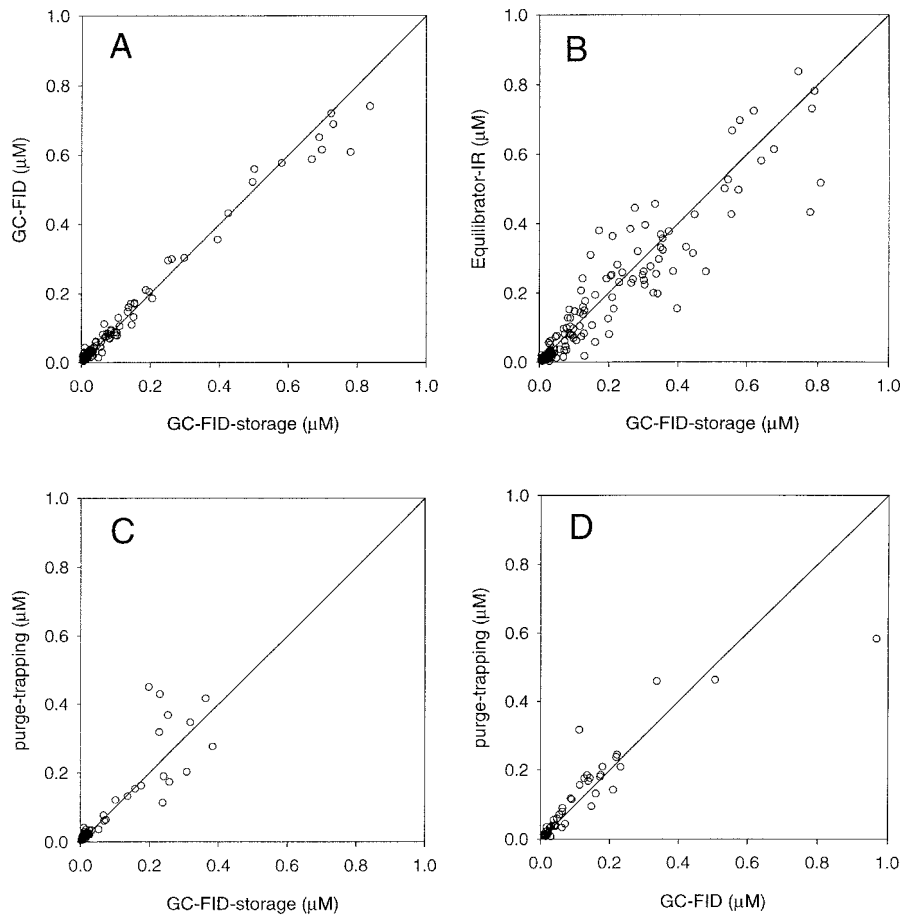 A
1.0
0.8
0.6
0.4
0.2
0.0
GC-FID (μM)
0.0 0.2 0.4 0.6 0.8 1.0
GC-FID-storage (μM)
B
1.0
0.8
0.6
0.4
0.2
0.0
Equilibrator-IR (μM)
0.0 0.2 0.4 0.6 0.8 1.0
GC-FID-storage (μM)
C
1.0
0.8
0.6
0.4
0.2
0.0
purge-trapping (μM)
0.0 0.2 0.4 0.6 0.8 1.0
GC-FID-storage (μM)
D
1.0
0.8
0.6
0.4
0.2
0.0
purge-trapping (μM)
0.0 0.2 0.4 0.6 0.8 1.0
GC-FID (μM)